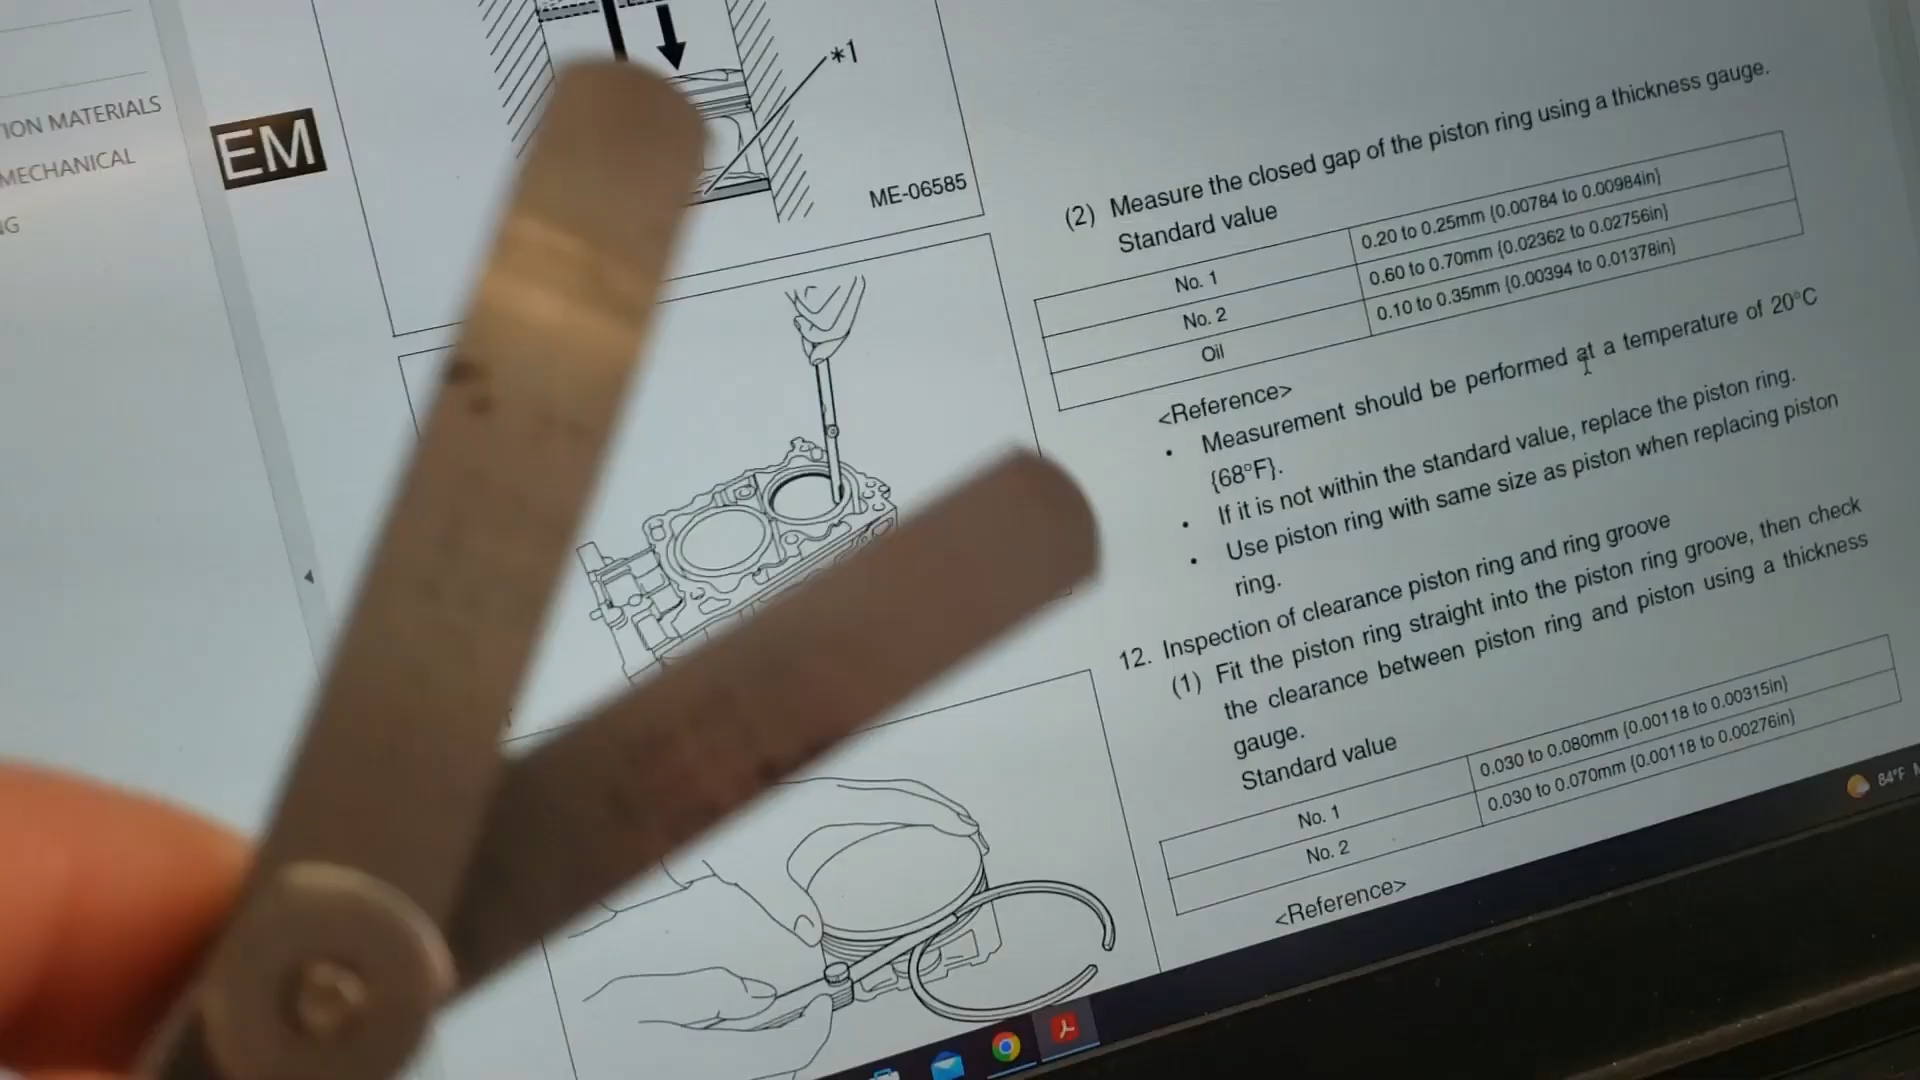 TION MATERIALS
MECHANICAL
EM
*1
ME-06585
(2) Measure the closed gap of the piston ring using a thickness gauge.
Standard value
No. 1 0.20 to 0.25mm {0.00784 to 0.00984in}
No. 2 0.60 to 0.70mm {0.02362 to 0.02756in}
Oil 0.10 to 0.35mm {0.00394 to 0.01378in}
<Reference>
• Measurement should be performed at a temperature of 20°C
{68°F}.
• If it is not within the standard value, replace the piston ring.
• Use piston ring with same size as piston when replacing piston
ring.
12. Inspection of clearance piston ring and ring groove
(1) Fit the piston ring straight into the piston ring groove, then check
the clearance between piston ring and piston using a thickness
gauge.
Standard value
No. 1 0.030 to 0.080mm {0.00118 to 0.00315in}
No. 2 0.030 to 0.070mm {0.00118 to 0.00276in}
<Reference>
84°F